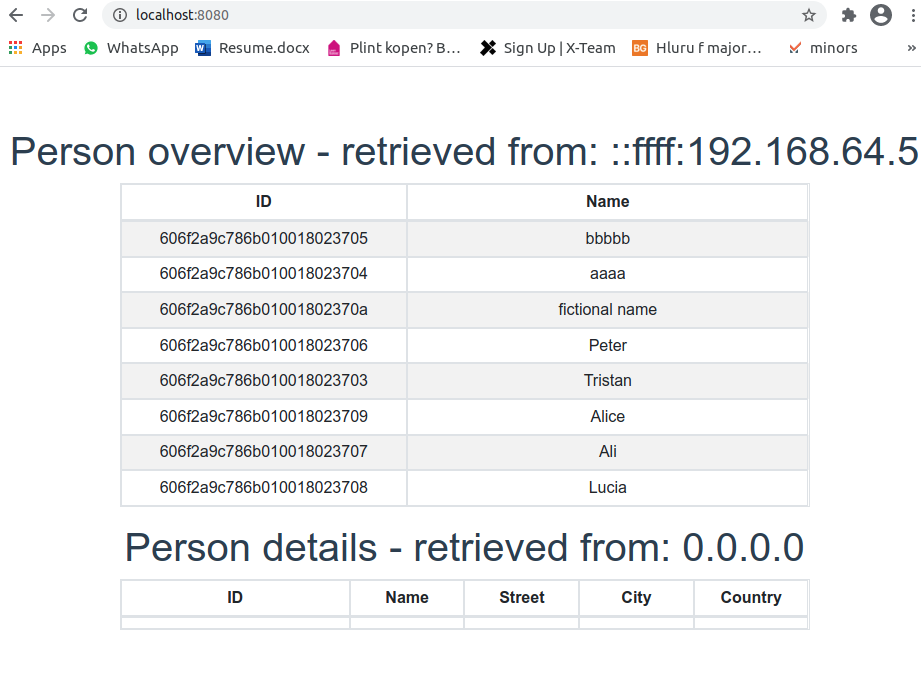 localhost:8080
Apps WhatsApp Resume.docx Plint kopen? B... Sign Up | X-Team BG Hluru f major... minors »
Person overview - retrieved from: ::ffff:192.168.64.5
ID Name
606f2a9c786b010018023705 bbbbb
606f2a9c786b010018023704 aaaa
606f2a9c786b01001802370a fictional name
606f2a9c786b010018023706 Peter
606f2a9c786b010018023703 Tristan
606f2a9c786b010018023709 Alice
606f2a9c786b010018023707 Ali
606f2a9c786b010018023708 Lucia
Person details - retrieved from: 0.0.0.0
ID Name Street City Country